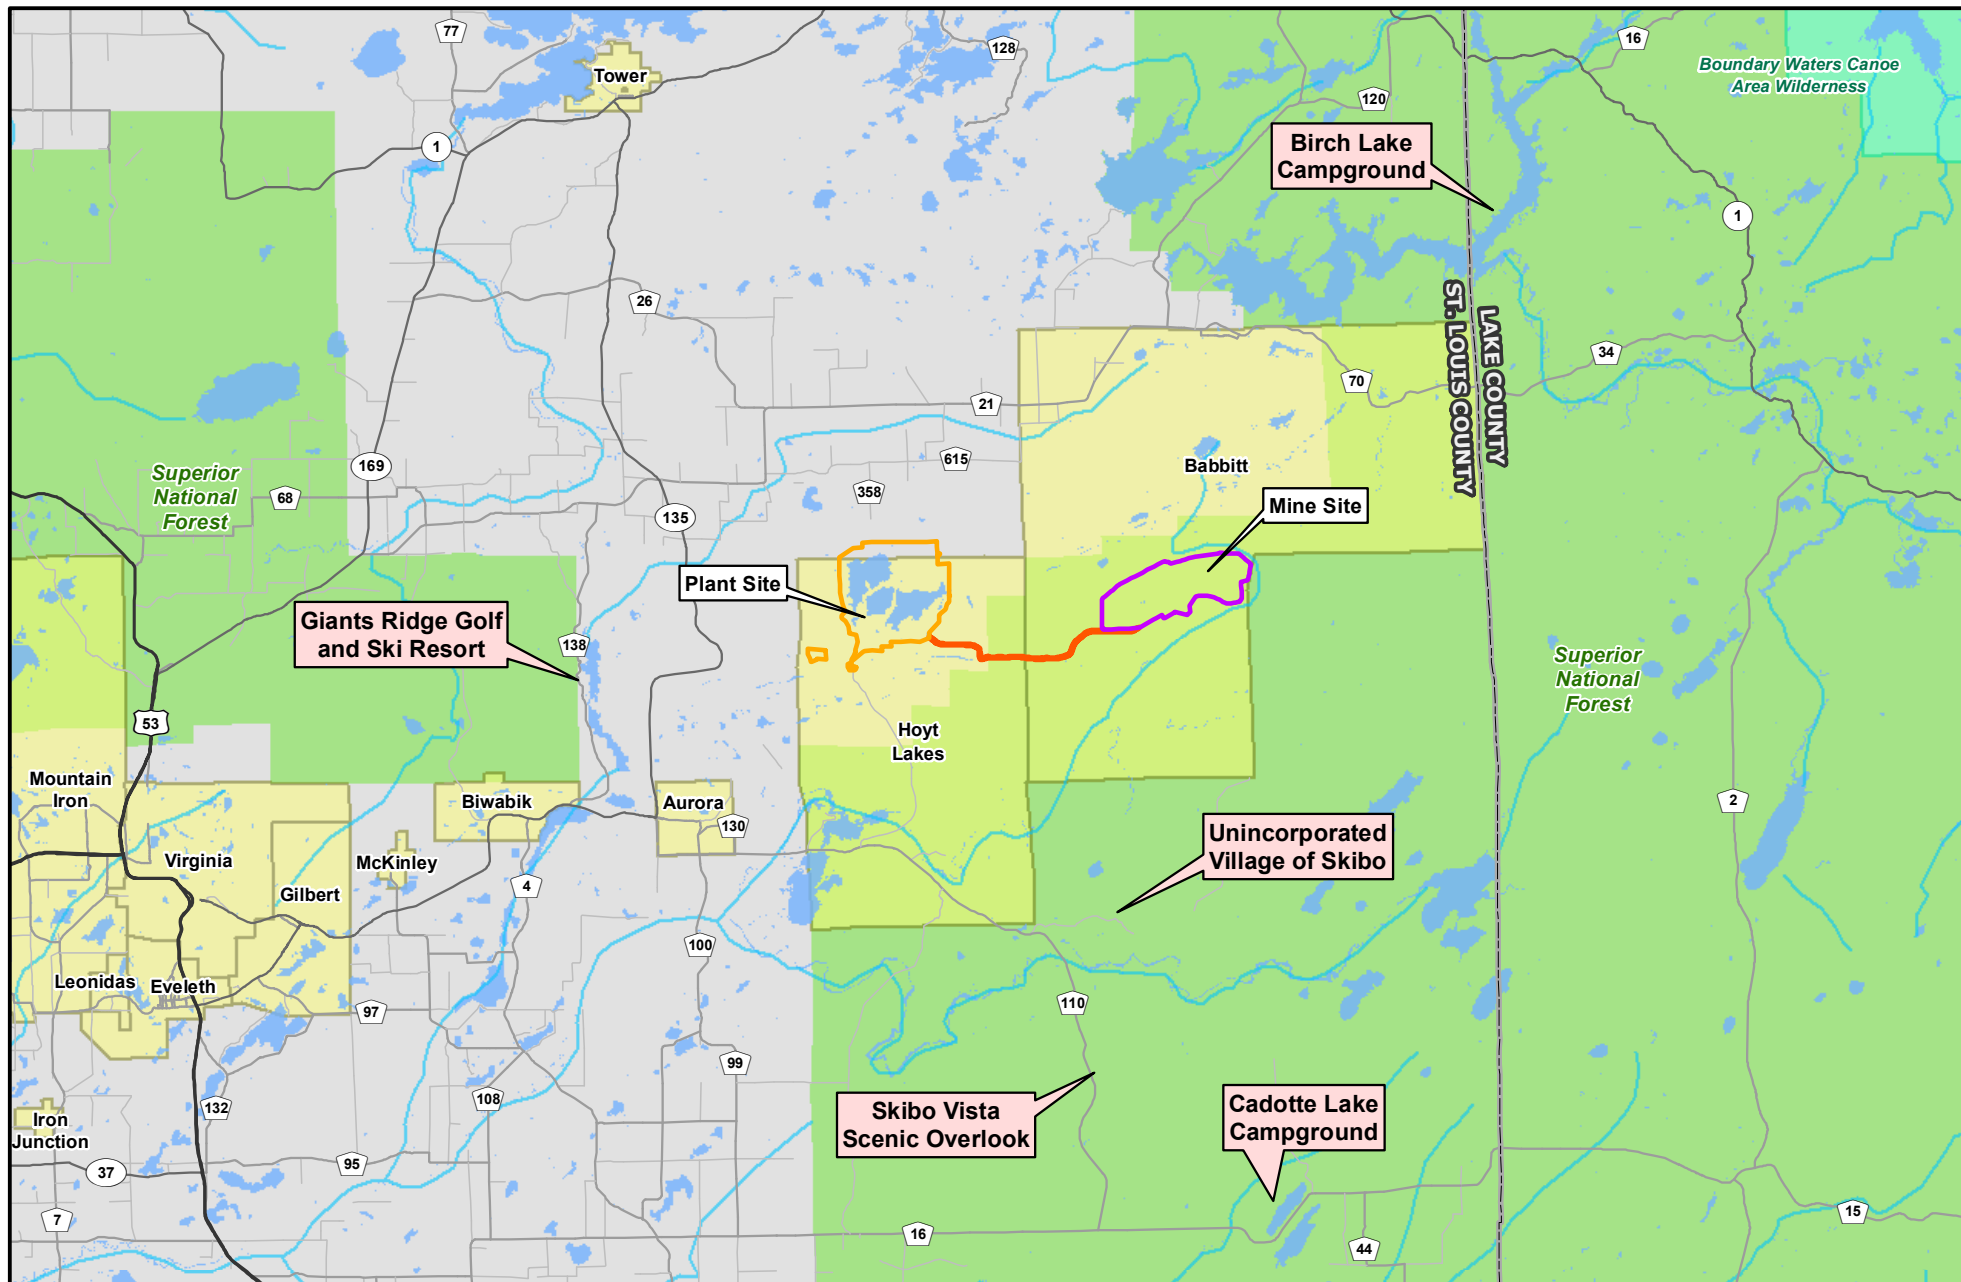 77
Tower
128
16
Boundary Waters Canoe
Area Wilderness
120
1
Birch Lake
Campground
1
26
LAKE COUNTY
ST. LOUIS COUNTY
34
70
21
169
Superior
National
Forest
68
615
Babbitt
358
Mine Site
135
Plant Site
Giants Ridge Golf
and Ski Resort
138
Superior
National
Forest
53
Hoyt
Lakes
Mountain
Iron
Biwabik
Aurora
130
2
Unincorporated
Village of Skibo
Virginia
McKinley
4
Gilbert
100
Leonidas
Eveleth
97
110
99
108
132
Skibo Vista
Scenic Overlook
Cadotte Lake
Campground
Iron
Junction
37
95
7
16
44
15